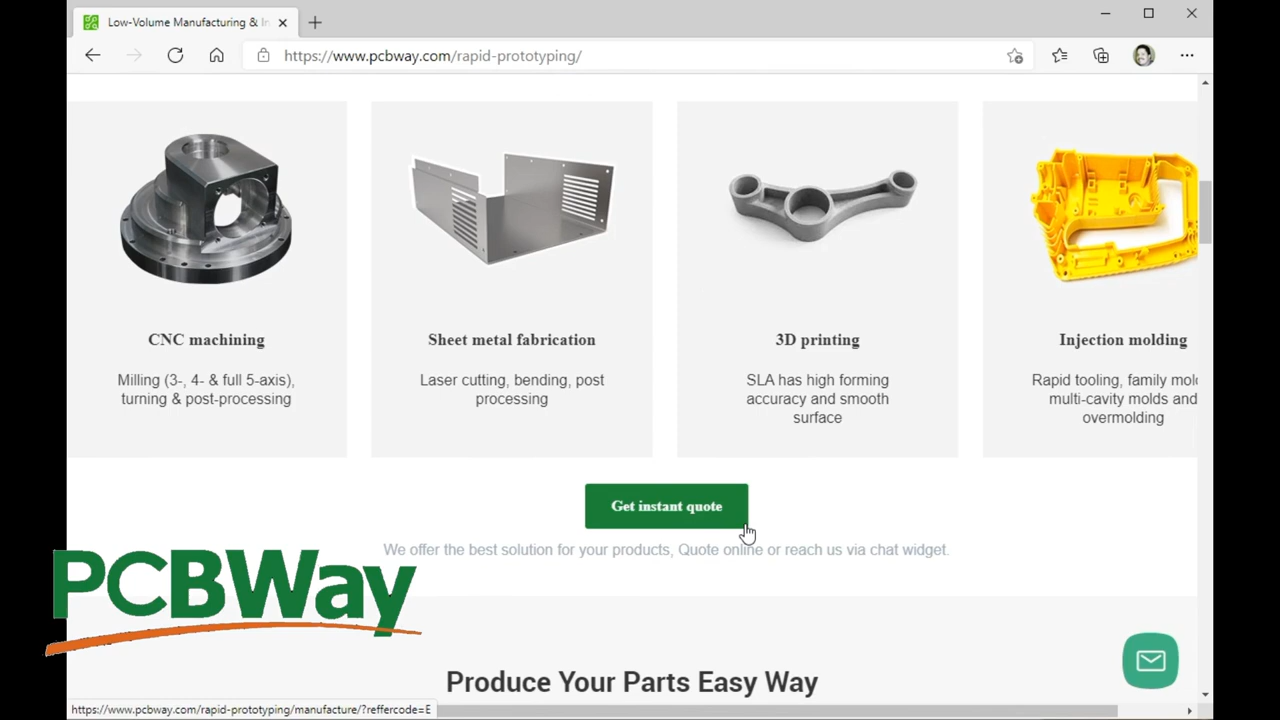 Low-Volume Manufacturing & In
https://www.pcbway.com/rapid-prototyping/
CNC machining
Milling (3-, 4- & full 5-axis),
turning & post-processing
Sheet metal fabrication
Laser cutting, bending, post
processing
3D printing
SLA has high forming
accuracy and smooth
surface
Injection molding
Rapid tooling, family mold
multi-cavity molds and
overmolding
Get instant quote
We offer the best solution for your products, Quote online or reach us via chat widget.
PCBWay
Produce Your Parts Easy Way
https://www.pcbway.com/rapid-prototyping/manufacture/?reffercode=E